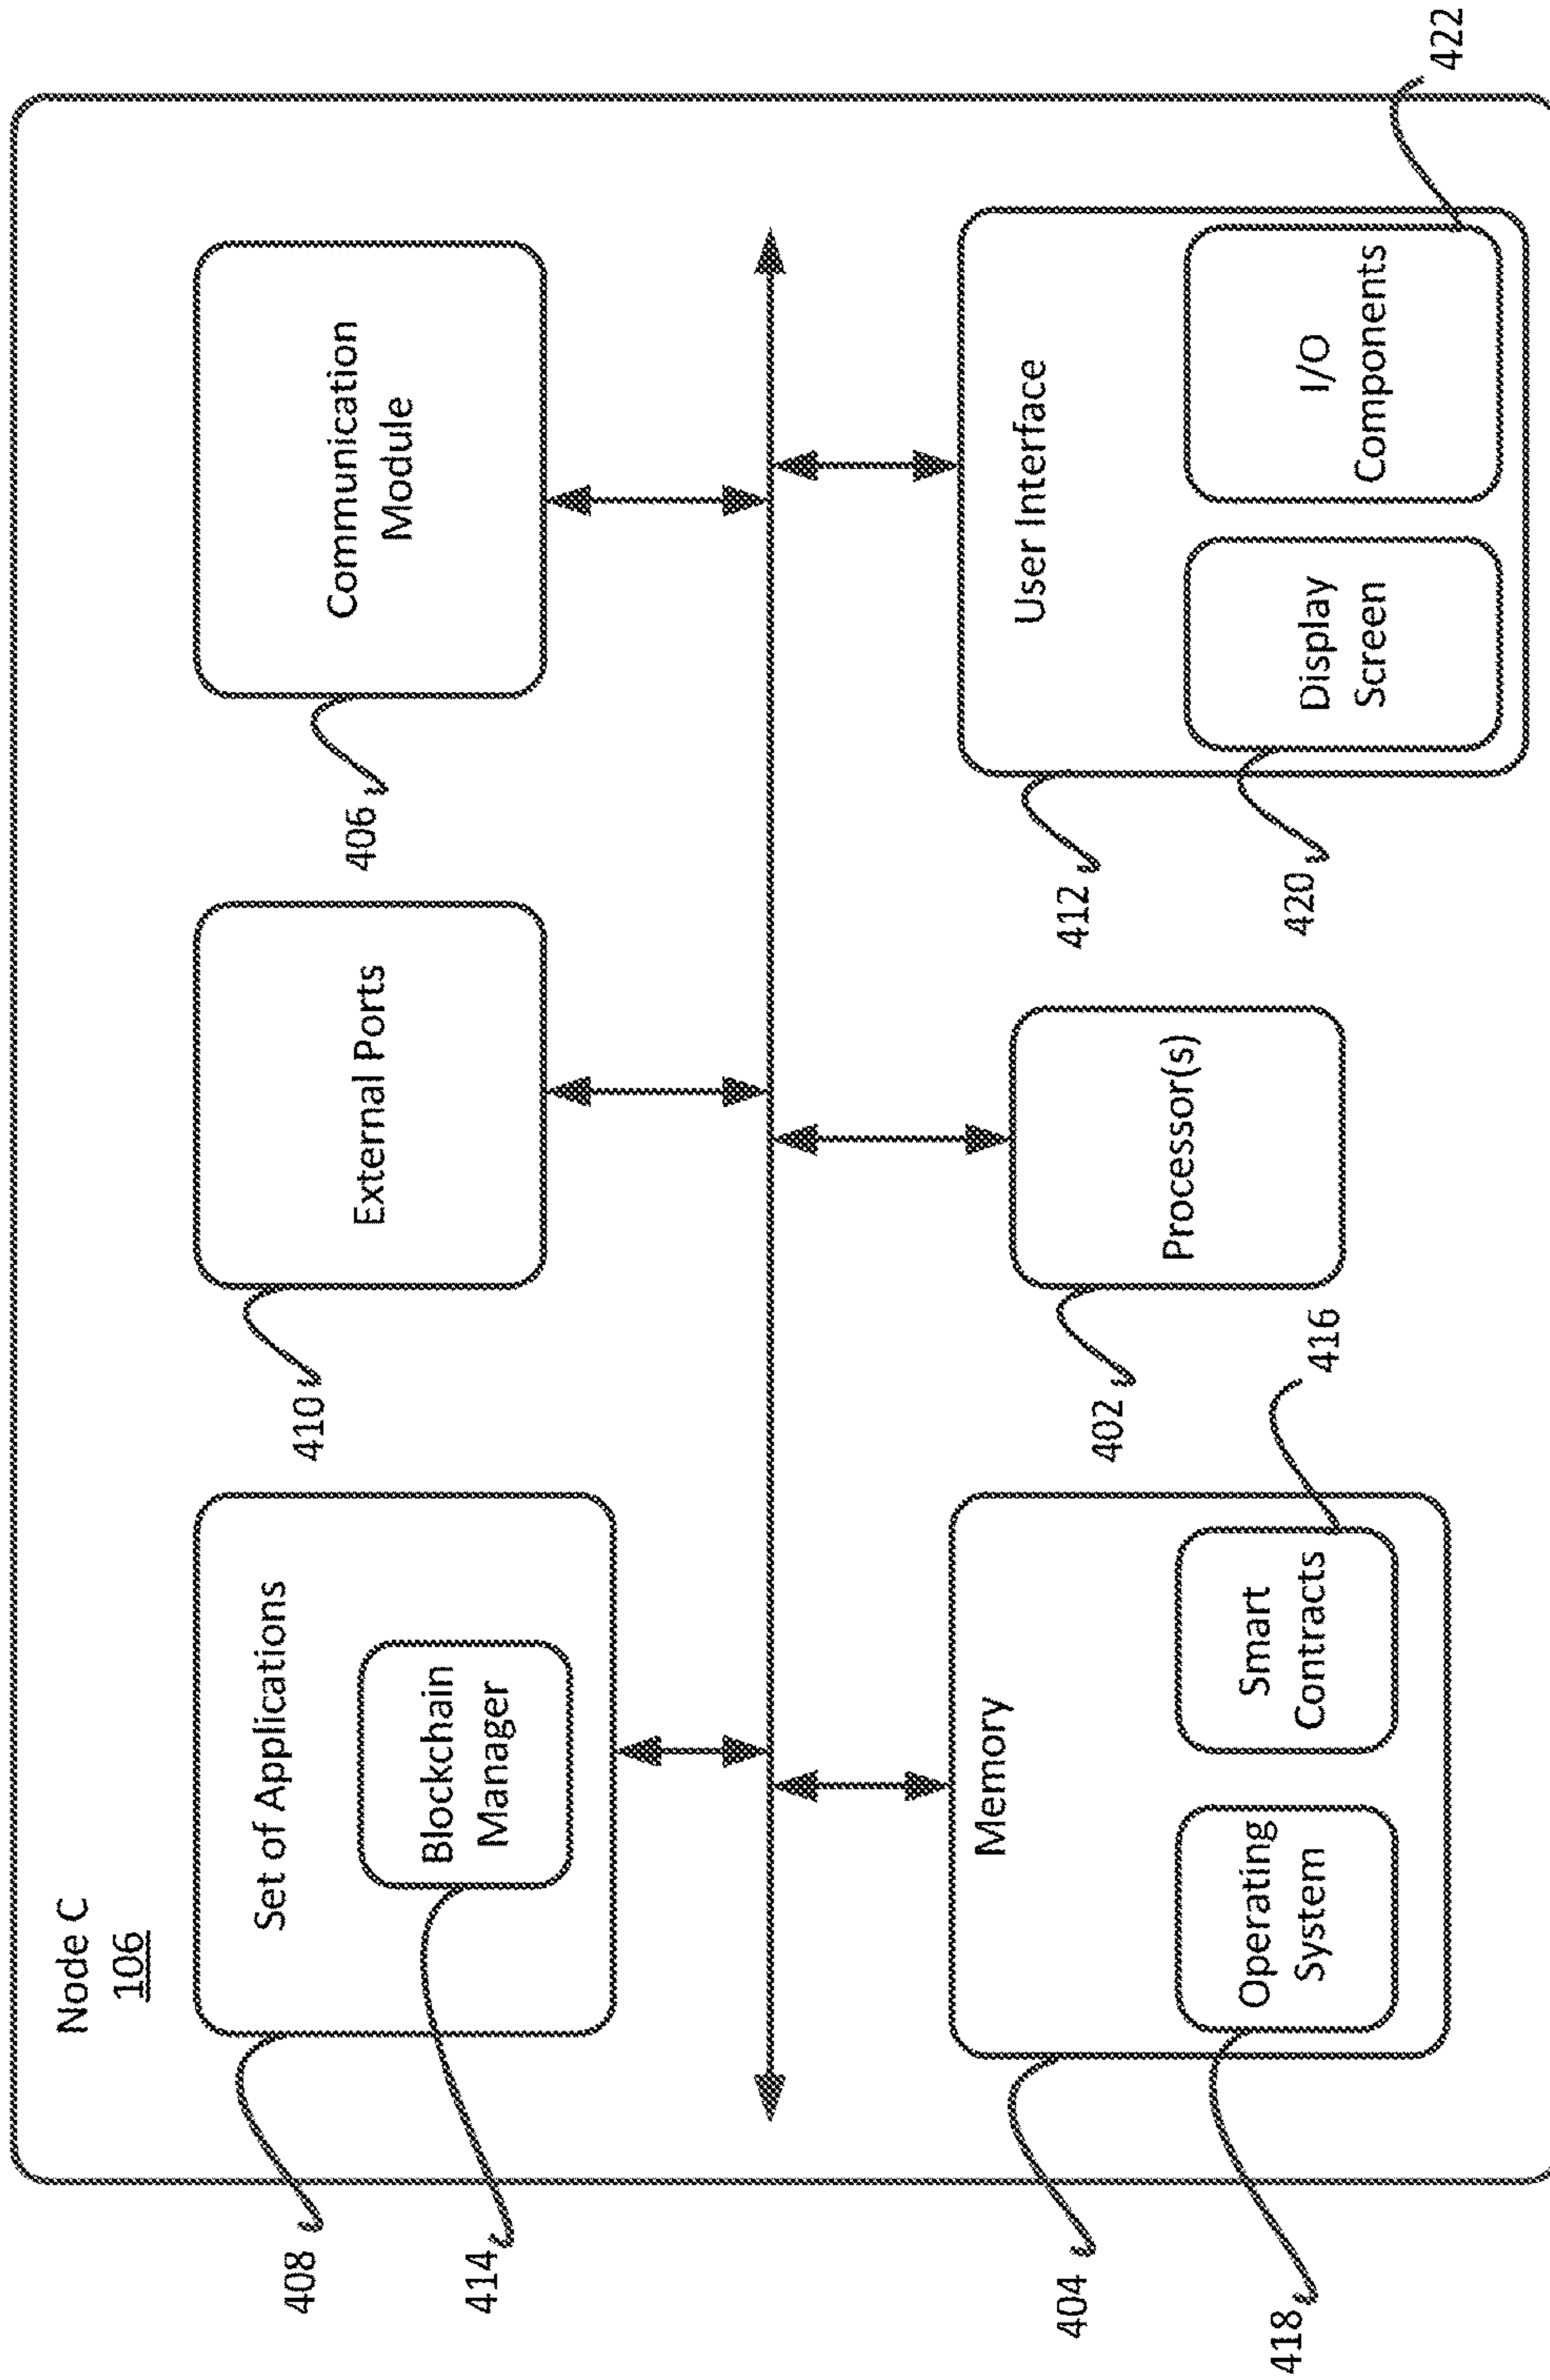 Node C
106
408
Set of Applications
414
Blockchain
Manager
410
External Ports
406
Communication
Module
404
Memory
418
Operating
System
Smart
Contracts
416
402
Processor(s)
412
User Interface
420
Display
Screen
I/O
Components
422